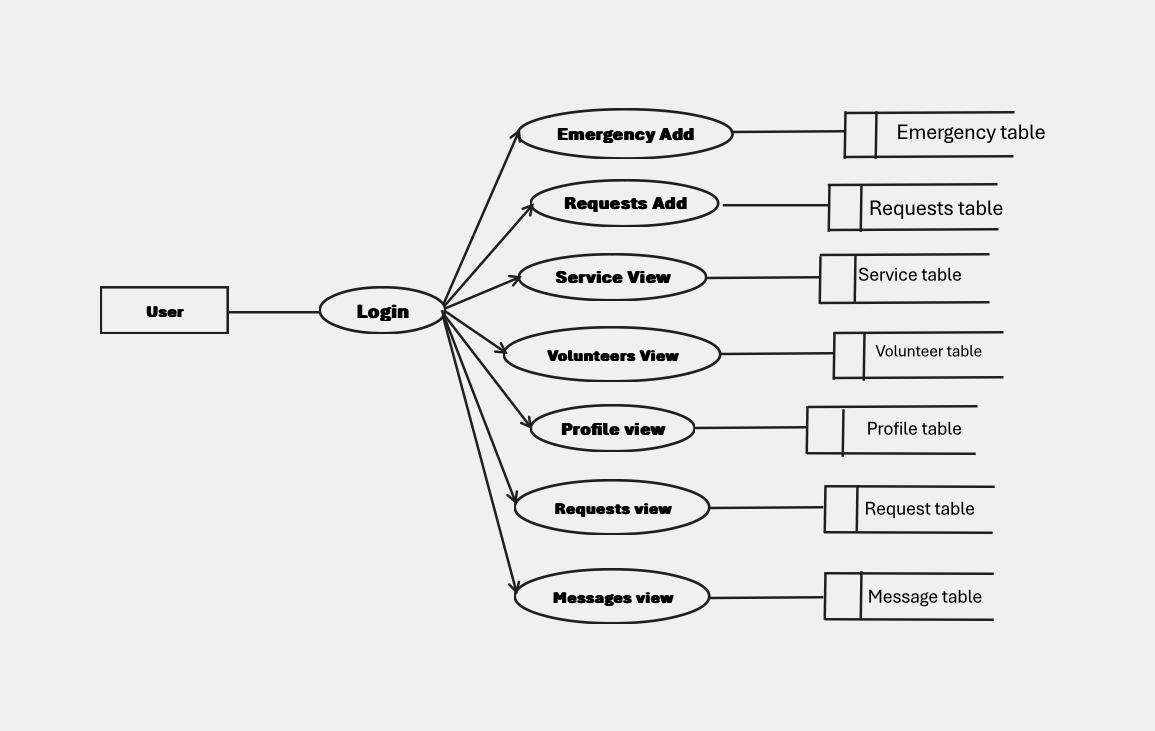 Emergency Add
Emergency table
Requests Add
Requests table
Service View
Service table
User
Login
Volunteers View
Volunteer table
Profile view
Profile table
Requests view
Request table
Messages view
Message table